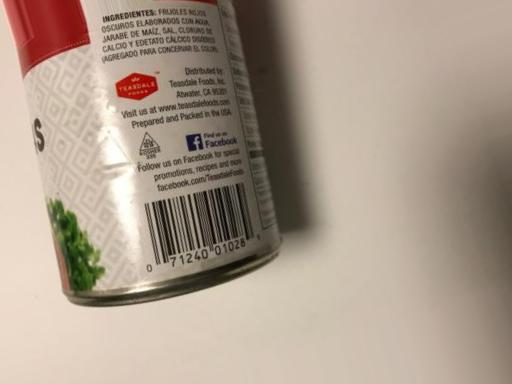 INGREDIENTES: FRIJOLES ROJOS
OSCUROS ELABORADOS CON AGUA,
JARABE DE MAÍZ, SAL, CLORURO DE
CALCIO Y EDETATO CÁLCICO DISÓDICO
(AGREGADO PARA CONSERVAR EL COLOR).
TEASDALE
FOODS
Distributed by:
Teasdale Foods, Inc.
Atwater, CA 95301
Visit us at www.teasdalefoods.com
Prepared and Packed in the USA.
S
KOSHER
Find us on
Facebook
Follow us on Facebook for special
promotions, recipes and more
facebook.com/TeasdaleFoods
0 71240 01028